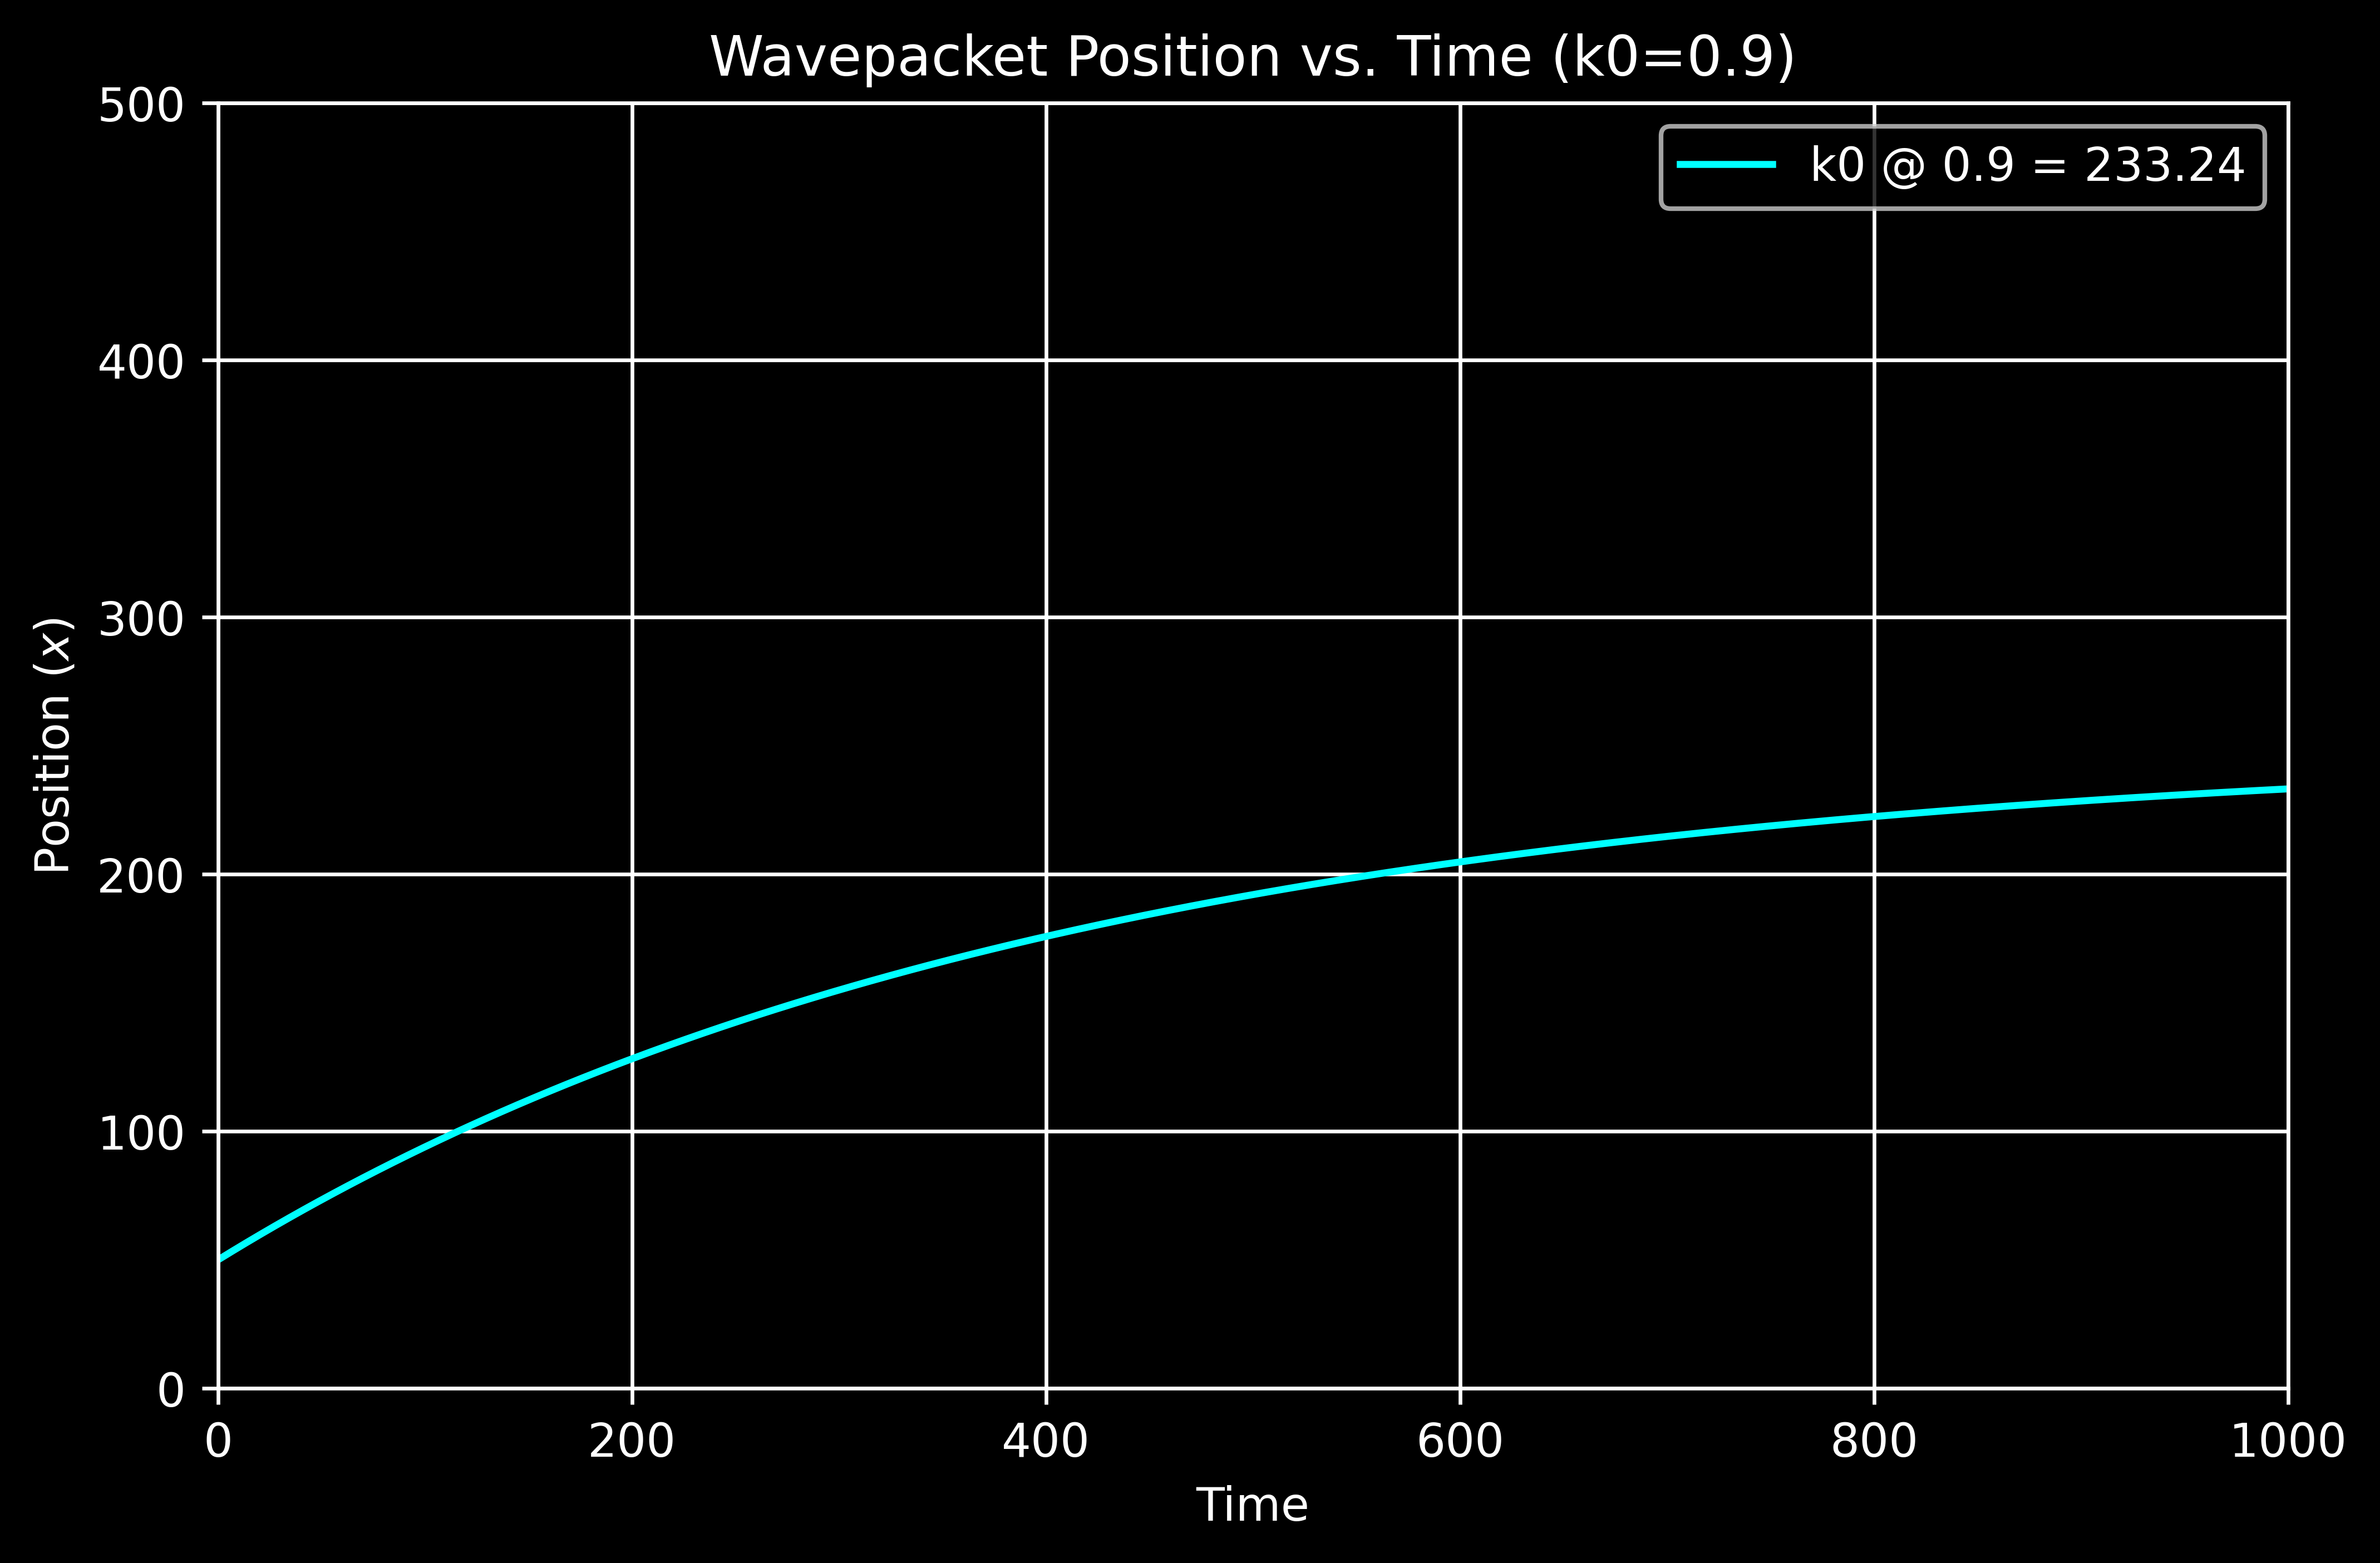 Wavepacket Position vs. Time (k0=0.9)
k0 @ 0.9 = 233.24
Position (x)
500
400
300
200
100
0
0 200 400 600 800 1000
Time